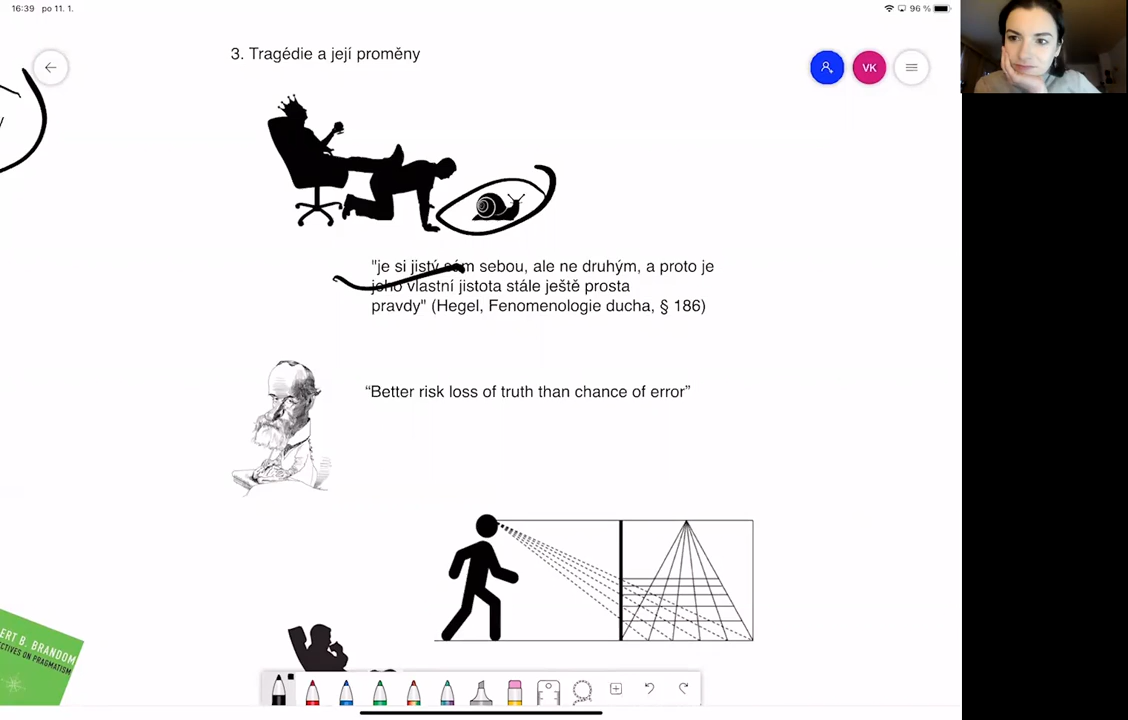 16:39 po 11. 1.
96 %
3. Tragédie a její proměny
VK
"je si jistý sám sebou, ale ne druhým, a proto je
jeho vlastní jistota stále ještě prosta
pravdy" (Hegel, Fenomenologie ducha, § 186)
“Better risk loss of truth than chance of error”
ERT B. BRANDOM
ECTIVES ON PRAGMATISM